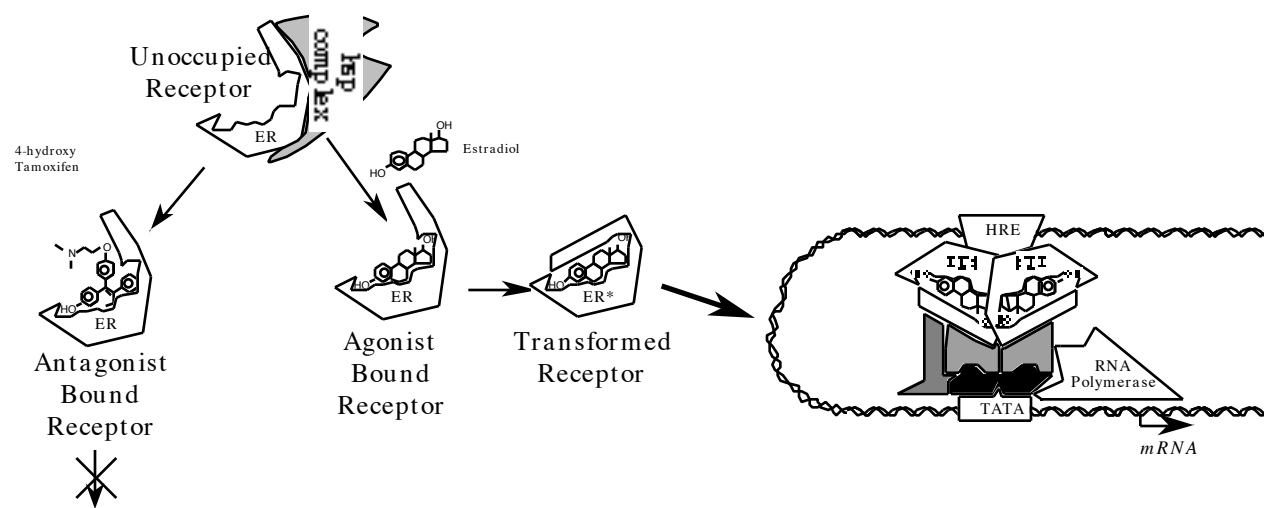 Unoccupied
Receptor
hsp
complex
ER
OH
HO
Estradiol
4-hydroxy
Tamoxifen
N
O
HO
ER
Antagonist
Bound
Receptor
OH
HO
ER
Agonist
Bound
Receptor
OH
HO
ER*
Transformed
Receptor
HRE
RNA
Polymerase
TATA
mRNA